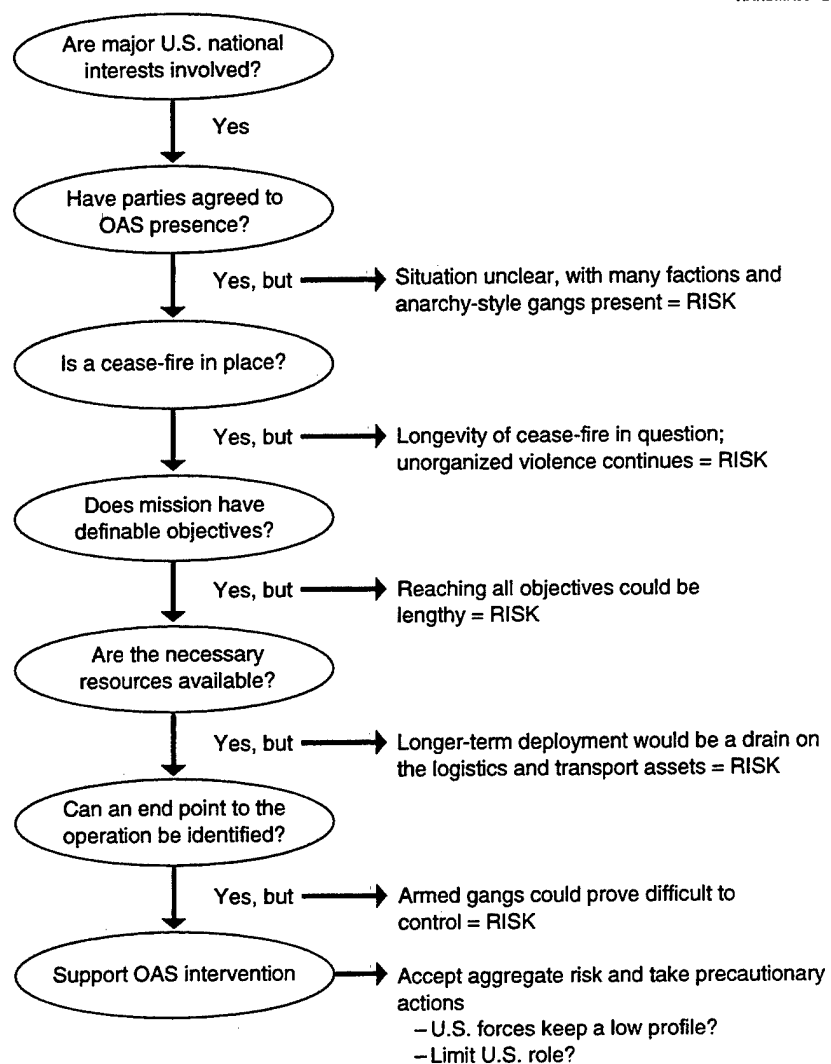 Are major U.S. national
interests involved?
Yes
Have parties agreed to
OAS presence?
Yes, but
Situation unclear, with many factions and
anarchy-style gangs present = RISK
Is a cease-fire in place?
Yes, but
Longevity of cease-fire in question;
unorganized violence continues = RISK
Does mission have
definable objectives?
Yes, but
Reaching all objectives could be
lengthy = RISK
Are the necessary
resources available?
Yes, but
Longer-term deployment would be a drain on
the logistics and transport assets = RISK
Can an end point to the
operation be identified?
Yes, but
Armed gangs could prove difficult to
control = RISK
Support OAS intervention
Accept aggregate risk and take precautionary
actions
– U.S. forces keep a low profile?
– Limit U.S. role?